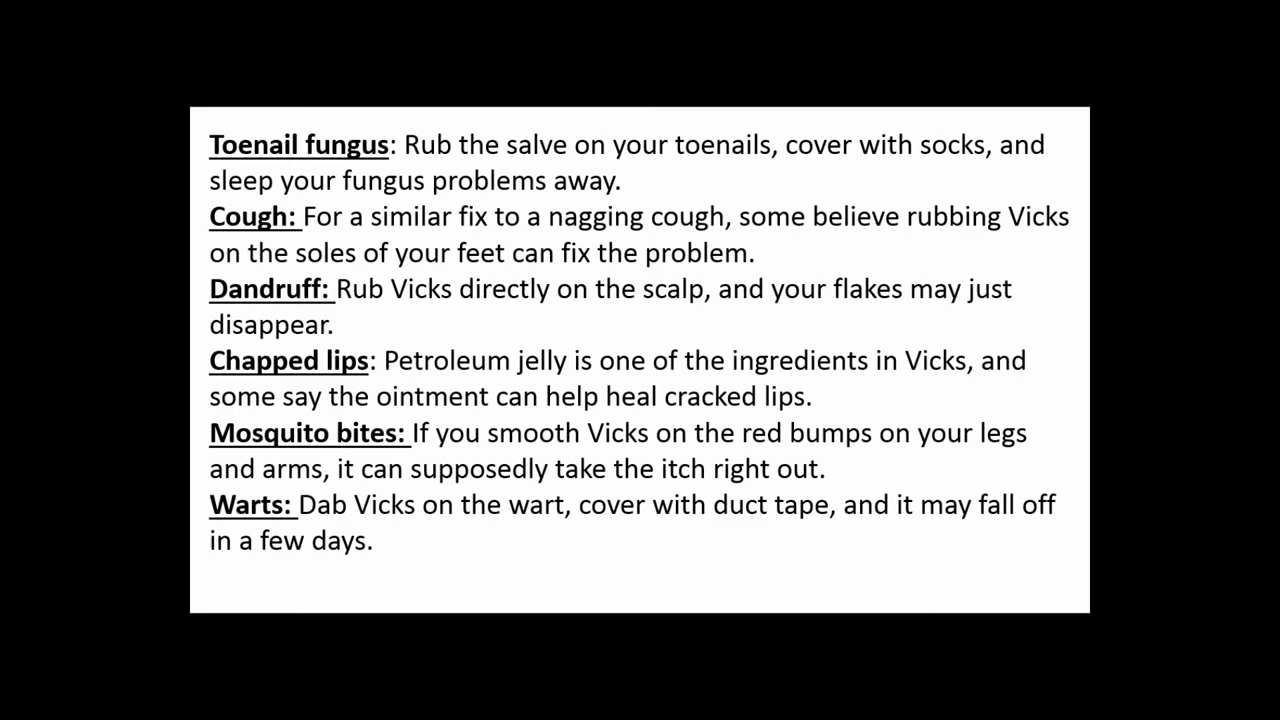 Toenail fungus: Rub the salve on your toenails, cover with socks, and
sleep your fungus problems away.
Cough: For a similar fix to a nagging cough, some believe rubbing Vicks
on the soles of your feet can fix the problem.
Dandruff: Rub Vicks directly on the scalp, and your flakes may just
disappear.
Chapped lips: Petroleum jelly is one of the ingredients in Vicks, and
some say the ointment can help heal cracked lips.
Mosquito bites: If you smooth Vicks on the red bumps on your legs
and arms, it can supposedly take the itch right out.
Warts: Dab Vicks on the wart, cover with duct tape, and it may fall off
in a few days.